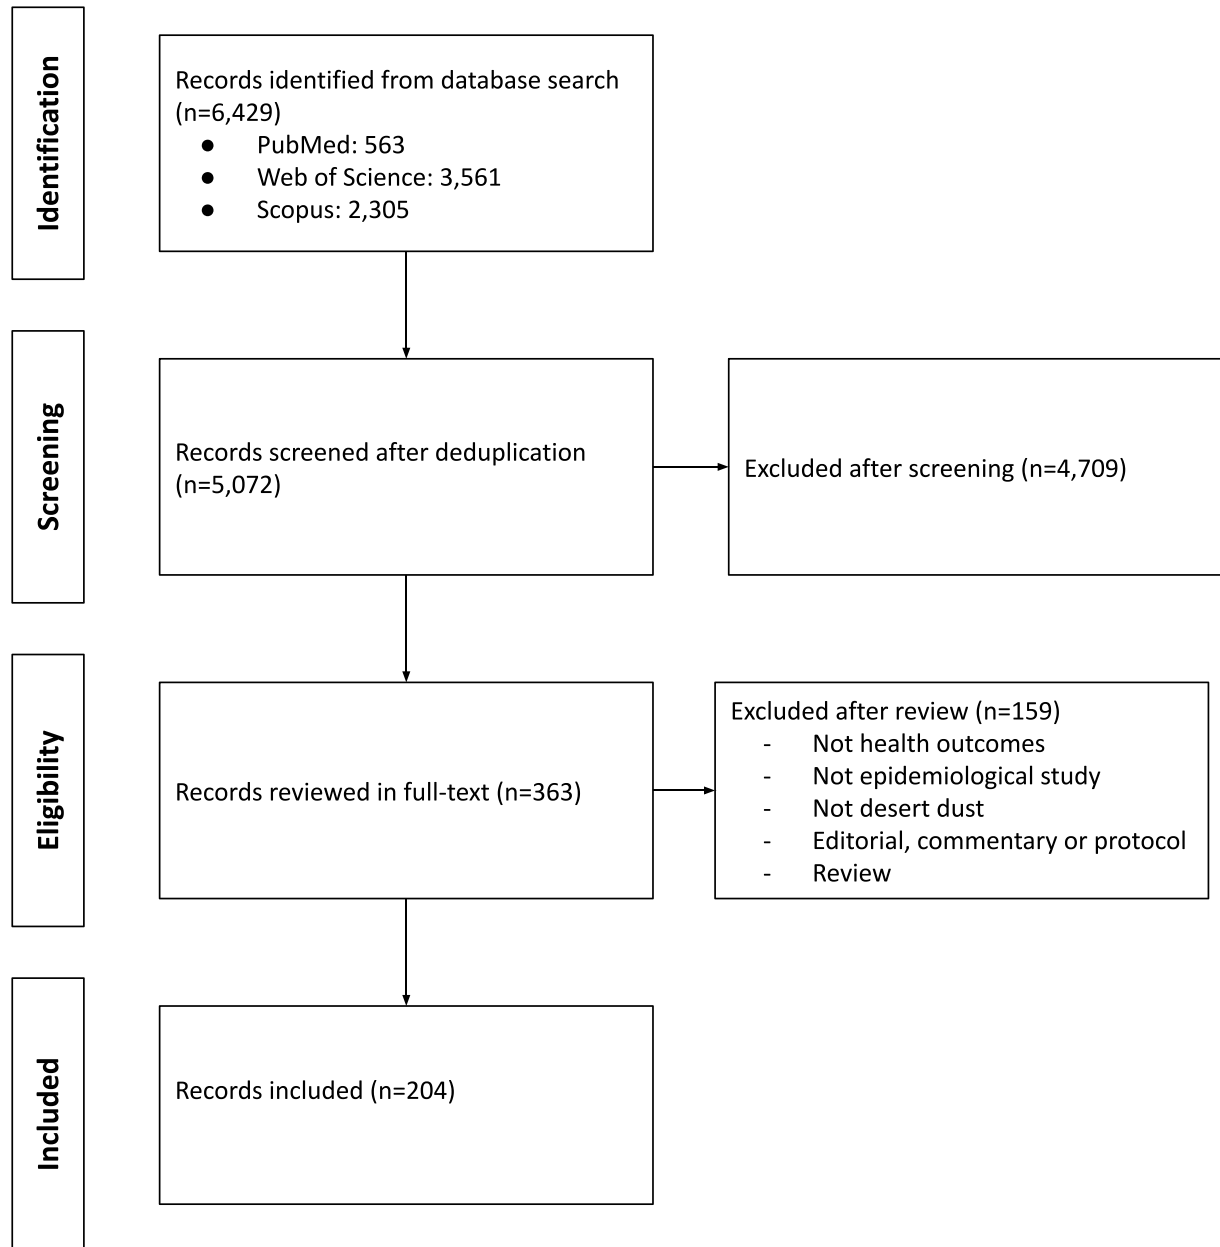 Identification
Records identified from database search
(n=6,429)
● PubMed: 563
● Web of Science: 3,561
● Scopus: 2,305
Screening
Records screened after deduplication
(n=5,072)
Excluded after screening (n=4,709)
Eligibility
Records reviewed in full-text (n=363)
Excluded after review (n=159)
- Not health outcomes
- Not epidemiological study
- Not desert dust
- Editorial, commentary or protocol
- Review
Included
Records included (n=204)